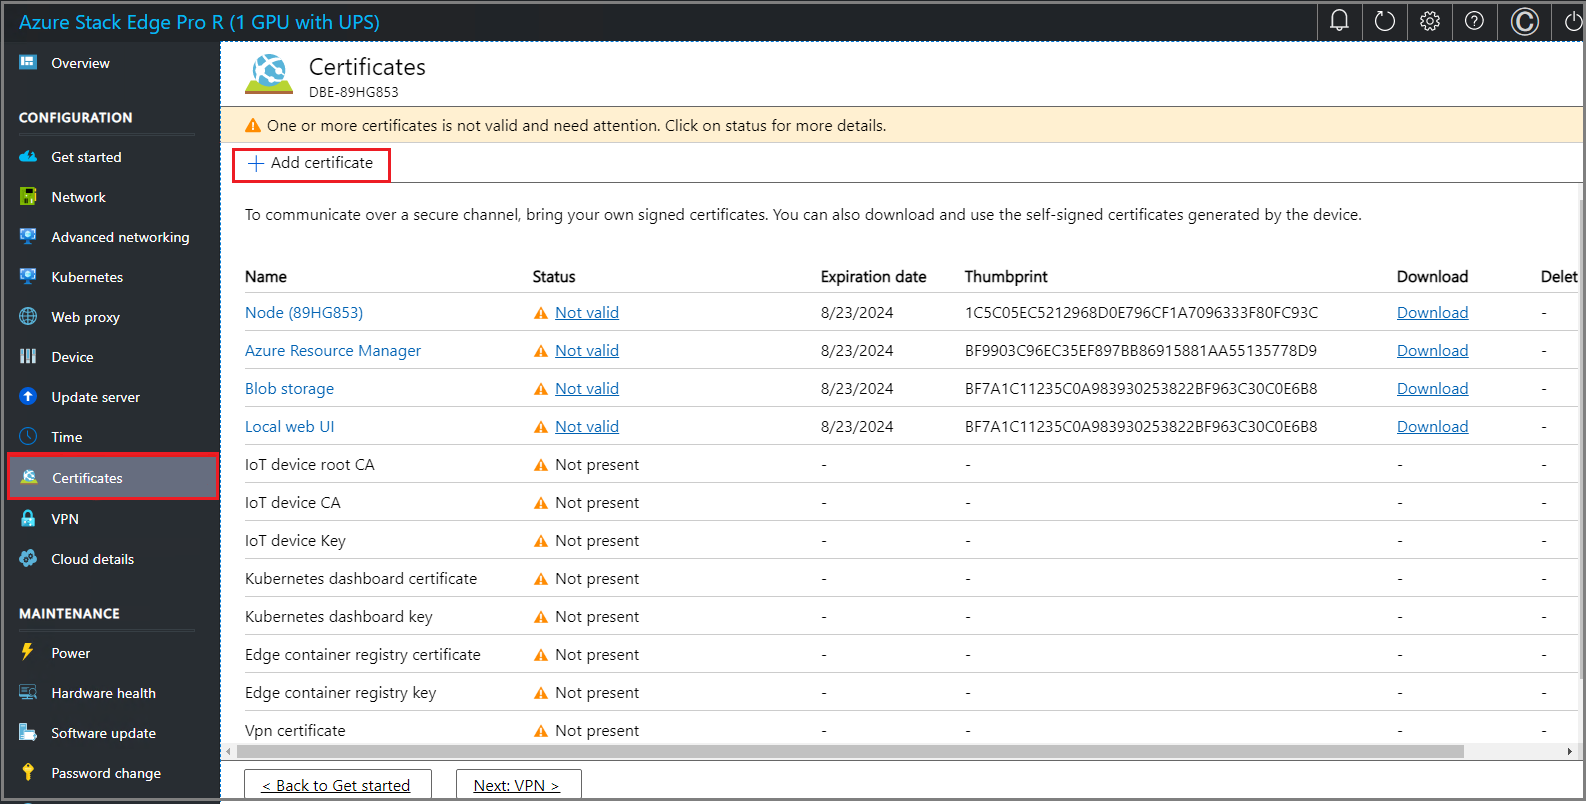 Azure Stack Edge Pro R (1 GPU with UPS)
Overview
CONFIGURATION
Get started
Network
Advanced networking
Kubernetes
Web proxy
Device
Update server
Time
Certificates
VPN
Cloud details
MAINTENANCE
Power
Hardware health
Software update
Password change
Certificates
DBE-89HG853
One or more certificates is not valid and need attention. Click on status for more details.
+ Add certificate
To communicate over a secure channel, bring your own signed certificates. You can also download and use the self-signed certificates generated by the device.
Name Status Expiration date Thumbprint Download Delet
Node (89HG853) Not valid 8/23/2024 1C5C05EC5212968D0E796CF1A7096333F80FC93C Download -
Azure Resource Manager Not valid 8/23/2024 BF9903C96EC35EF897BB86915881AA55135778D9 Download -
Blob storage Not valid 8/23/2024 BF7A1C11235C0A983930253822BF963C30C0E6B8 Download -
Local web UI Not valid 8/23/2024 BF7A1C11235C0A983930253822BF963C30C0E6B8 Download -
IoT device root CA Not present - - - -
IoT device CA Not present - - - -
IoT device Key Not present - - - -
Kubernetes dashboard certificate Not present - - - -
Kubernetes dashboard key Not present - - - -
Edge container registry certificate Not present - - - -
Edge container registry key Not present - - - -
Vpn certificate Not present - - - -
< Back to Get started
Next: VPN >